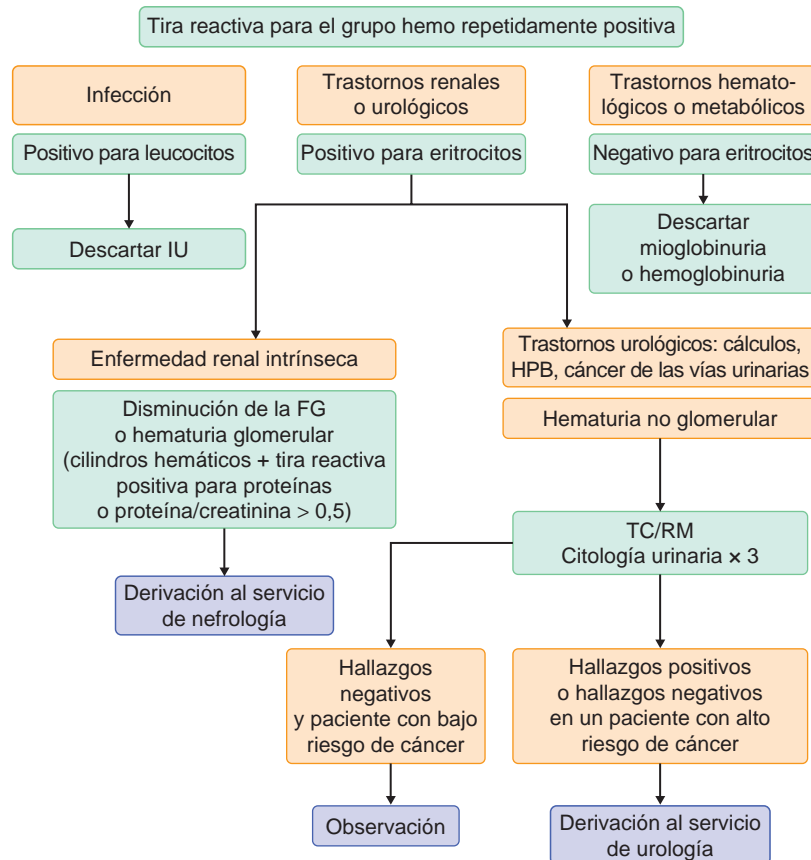 Tira reactiva para el grupo hemo repetidamente positiva
Infección
Trastornos renales
o urológicos
Trastornos hemato-
lógicos o metabólicos
Positivo para leucocitos
Positivo para eritrocitos
Negativo para eritrocitos
Descartar IU
Descartar
mioglobinuria
o hemoglobinuria
Enfermedad renal intrínseca
Trastornos urológicos: cálculos,
HPB, cáncer de las vías urinarias
Disminución de la FG
o hematuria glomerular
(cilindros hemáticos + tira reactiva
positiva para proteínas
o proteína/creatinina > 0,5)
Hematuria no glomerular
TC/RM
Citología urinaria × 3
Derivación al servicio
de nefrología
Hallazgos
negativos
y paciente con bajo
riesgo de cáncer
Hallazgos positivos
o hallazgos negativos
en un paciente con alto
riesgo de cáncer
Observación
Derivación al servicio
de urología